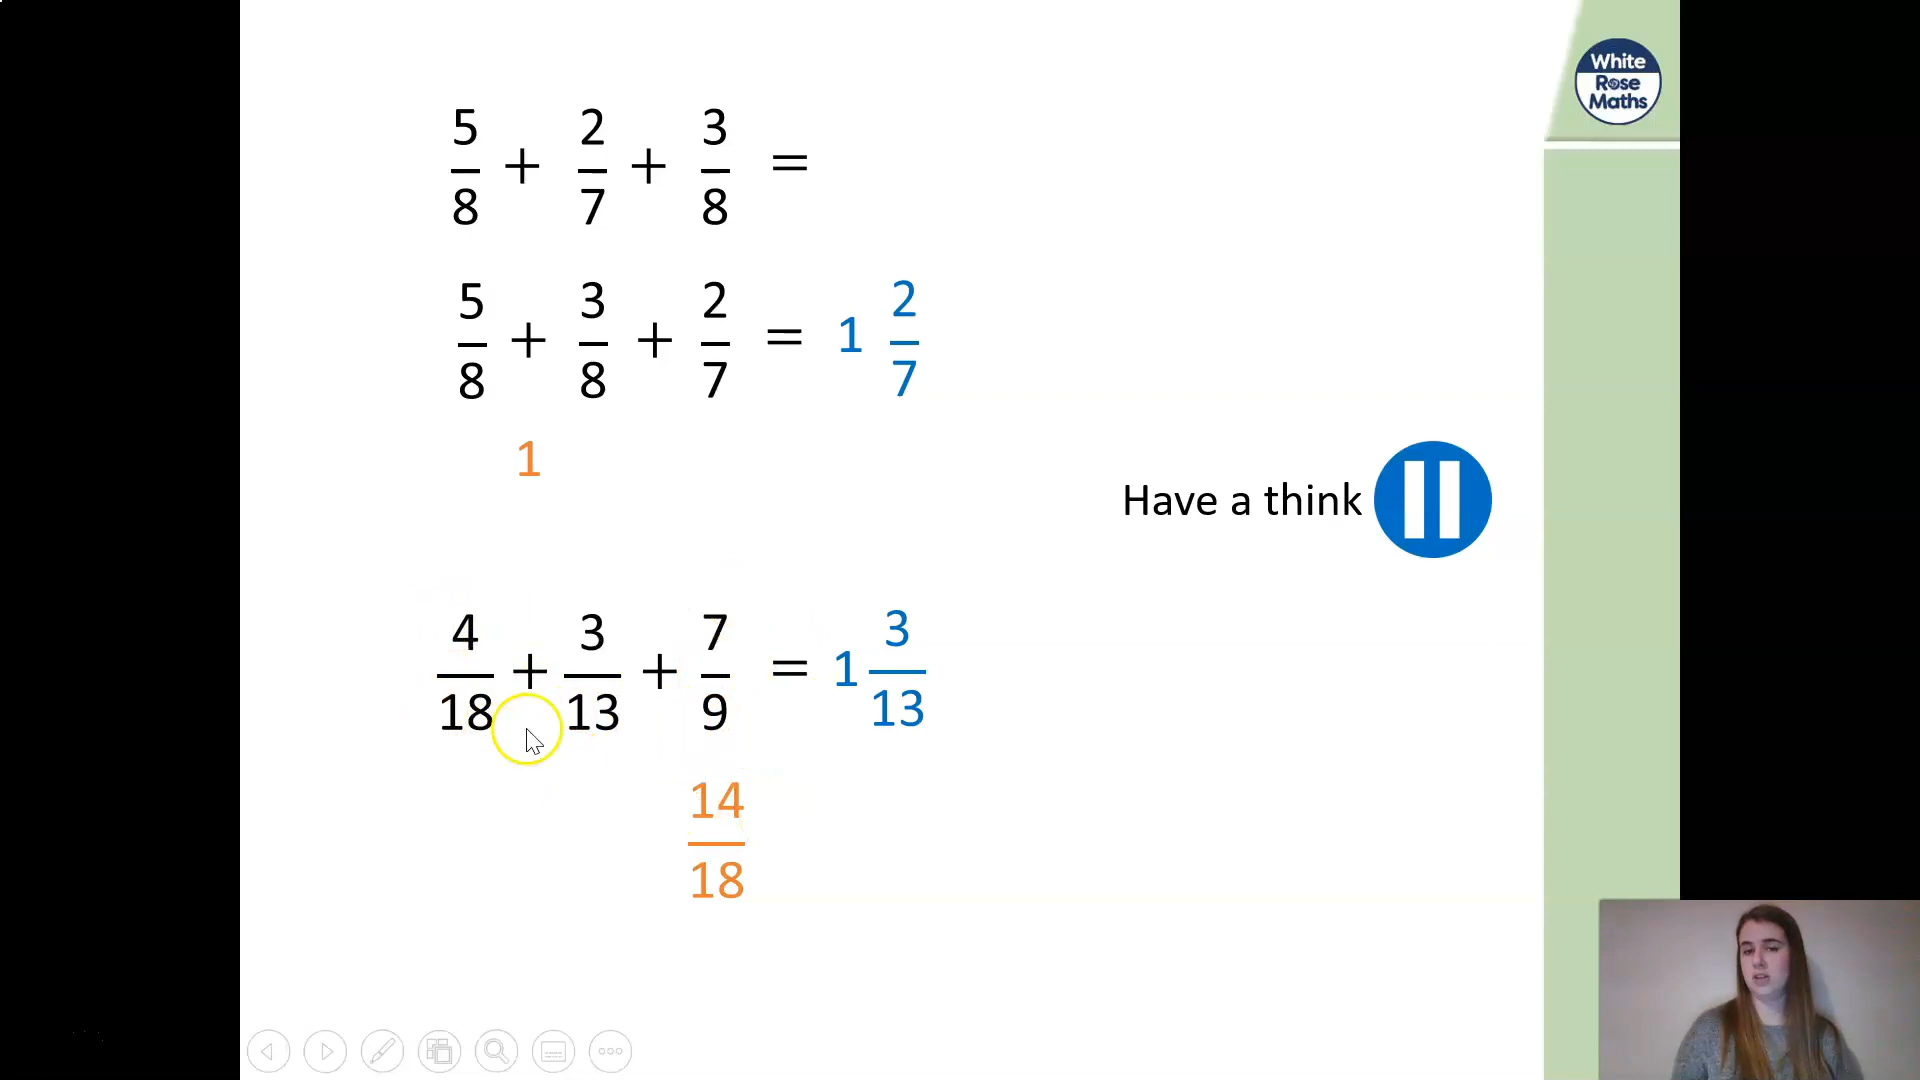 White
Rose
Maths
5/8 + 2/7 + 3/8 =
5/8 + 3/8 + 2/7 = 1 2/7
1
Have a think
4/18 + 3/13 + 7/9 = 1 3/13
14/18